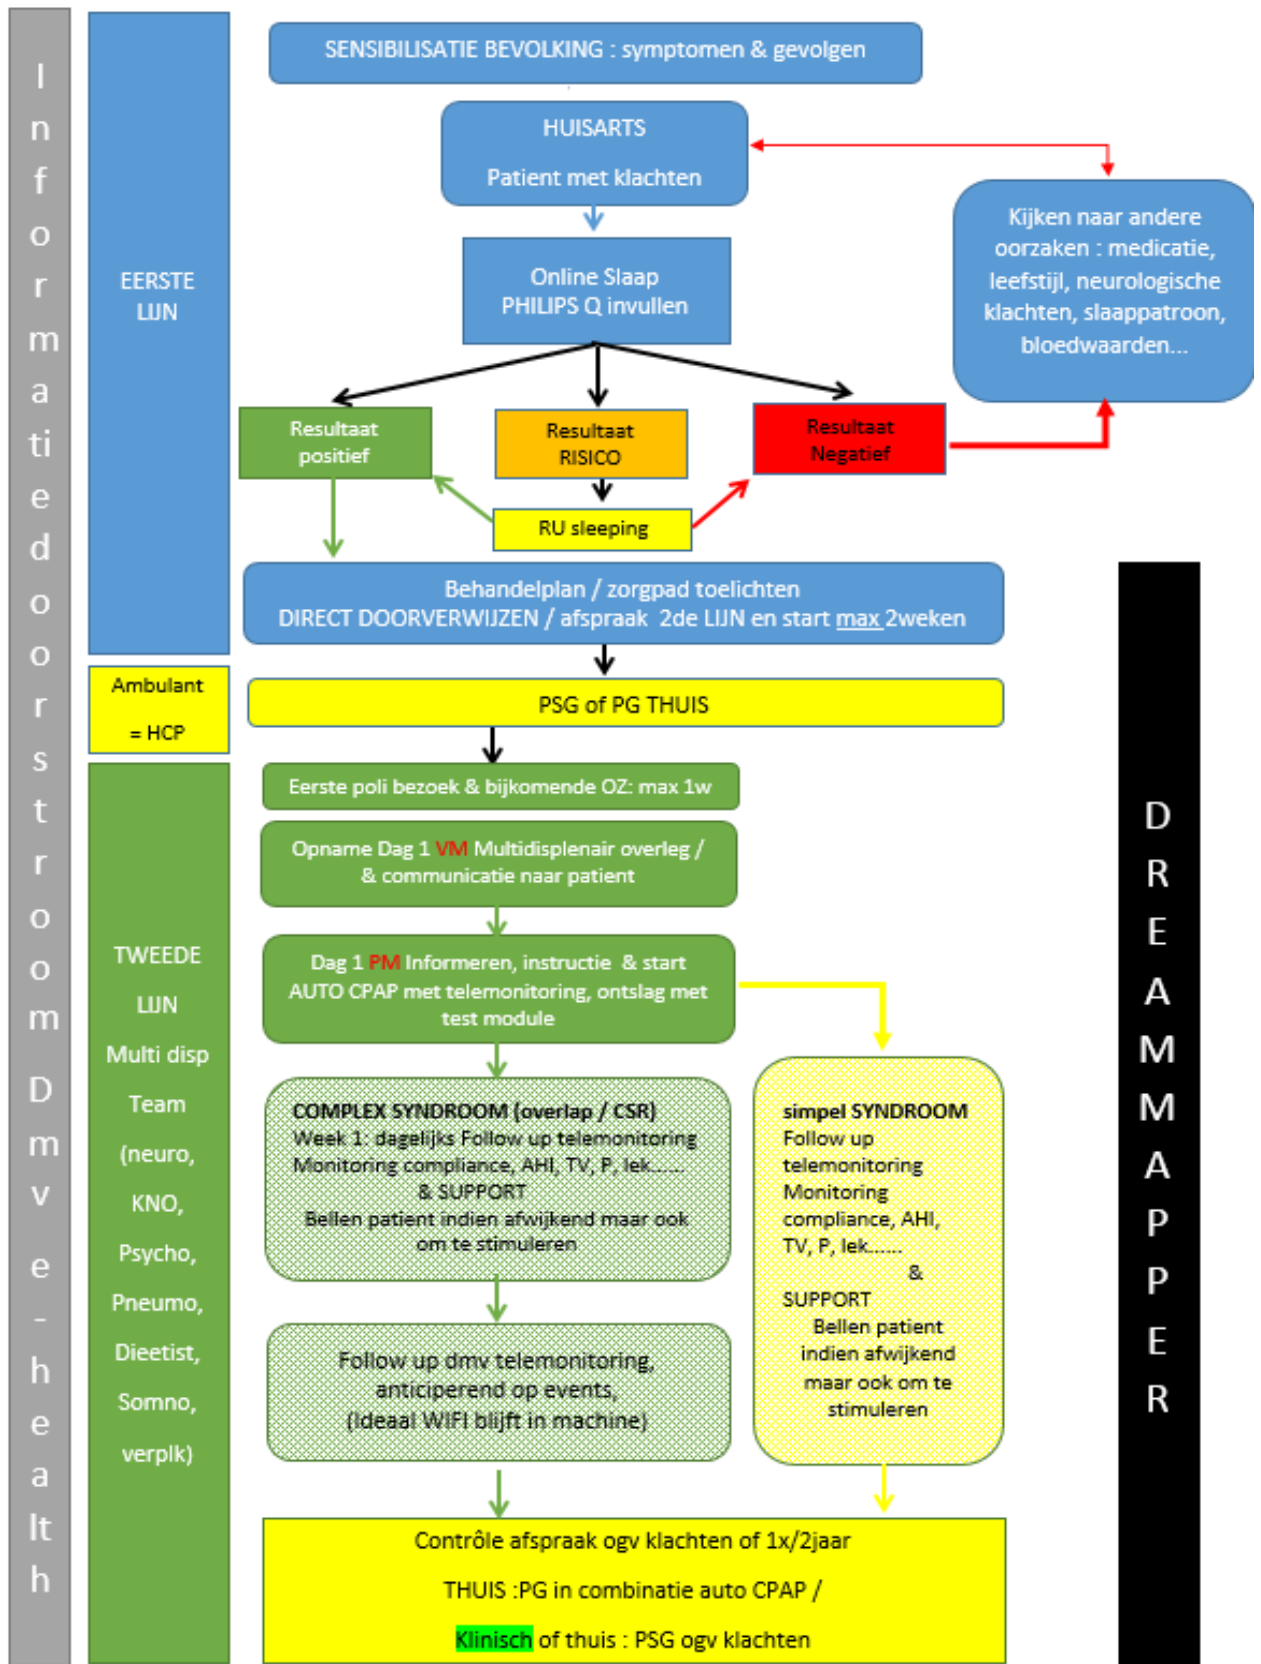 Informatiedoorstroom Dmv e-health
SENSIBILISATIE BEVOLKING : symptomen & gevolgen
HUISARTS
Patient met klachten
Kijken naar andere
oorzaken : medicatie,
leefstijl, neurologische
klachten, slaappatroon,
bloedwaarden...
EERSTE
LIJN
Online Slaap
PHILIPS Q invullen
Resultaat
positief
Resultaat
RISICO
Resultaat
Negatief
RU sleeping
Behandelplan / zorgpad toelichten
DIRECT DOORVERWIJZEN / afspraak 2de LIJN en start max 2weken
Ambulant
= HCP
PSG of PG THUIS
Eerste poli bezoek & bijkomende OZ: max 1w
Opname Dag 1 VM Multidisplenair overleg /
& communicatie naar patient
TWEEDE
LIJN
Multi disp
Team
(neuro,
KNO,
Psycho,
Pneumo,
Dieetist,
Somno,
verplk)
Dag 1 PM Informeren, instructie & start
AUTO CPAP met telemonitoring, ontslag met
test module
COMPLEX SYNDROOM (overlap / CSR)
Week 1: dagelijks Follow up telemonitoring
Monitoring compliance, AHI, TV, P, lek......
& SUPPORT
Bellen patient indien afwijkend maar ook
om te stimuleren
simpel SYNDROOM
Follow up
telemonitoring
Monitoring
compliance, AHI,
TV, P, lek......
&
SUPPORT
Bellen patient
indien afwijkend
maar ook om te
stimuleren
Follow up dmv telemonitoring,
anticiperend op events,
(Ideaal WIFI blijft in machine)
Contrôle afspraak ogv klachten of 1x/2jaar
THUIS :PG in combinatie auto CPAP /
Klinisch of thuis : PSG ogv klachten
DREAMMAPPER